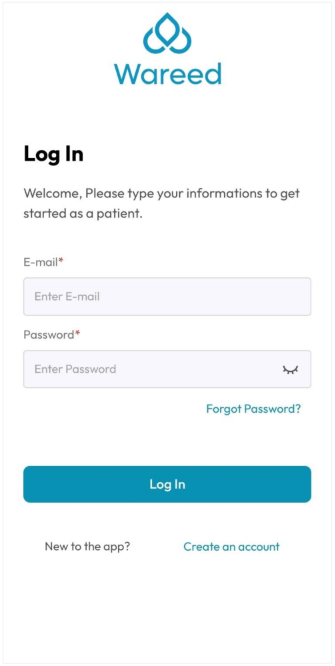 Wareed
Log In
Welcome, Please type your informations to get
started as a patient.
E-mail*
Enter E-mail
Password*
Enter Password
Forgot Password?
Log In
New to the app? Create an account